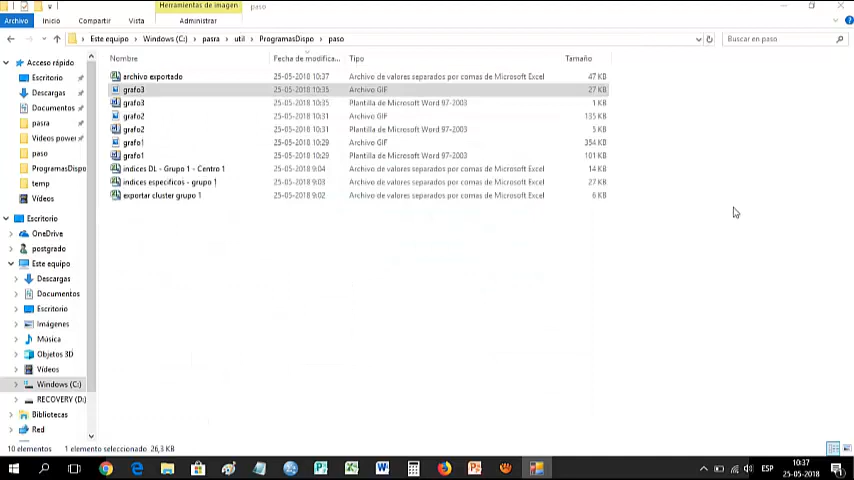 Herramientas de imagen paso
Archivo Inicio Compartir Vista Administrar
Este equipo > Windows (C:) > pasra > util > ProgramasDispo > paso
Buscar en paso
Nombre Fecha de modifica... Tipo Tamaño
archivo exportado 25-05-2018 10:37 Archivo de valores separados por comas de Microsoft Excel 47 KB
grafo3 25-05-2018 10:35 Archivo GIF 27 KB
grafo3 25-05-2018 10:35 Plantilla de Microsoft Word 97-2003 1 KB
grafo2 25-05-2018 10:31 Archivo GIF 135 KB
grafo2 25-05-2018 10:31 Plantilla de Microsoft Word 97-2003 5 KB
grafo1 25-05-2018 10:29 Archivo GIF 354 KB
grafo1 25-05-2018 10:29 Plantilla de Microsoft Word 97-2003 101 KB
indices DL - Grupo 1 - Centro 1 25-05-2018 9:04 Archivo de valores separados por comas de Microsoft Excel 14 KB
indices especificos - grupo 1 25-05-2018 9:03 Archivo de valores separados por comas de Microsoft Excel 27 KB
exportar cluster grupo 1 25-05-2018 9:02 Archivo de valores separados por comas de Microsoft Excel 6 KB
Acceso rápido
Escritorio
Descargas
Documentos
pasra
Videos power
paso
ProgramasDispo
temp
Vídeos
Escritorio
OneDrive
postgrado
Este equipo
Descargas
Documentos
Escritorio
Imágenes
Música
Objetos 3D
Vídeos
Windows (C:)
RECOVERY (D:)
Bibliotecas
Red
10 elementos 1 elemento seleccionado 26,3 KB
ESP
10:37
25-05-2018